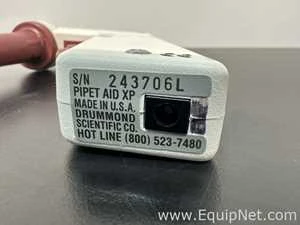 S/N 243706L
PIPET AID XP
MADE IN U.S.A.
DRUMMOND
SCIENTIFIC CO.
HOT LINE (800) 523-7480
www.EquipNet.com